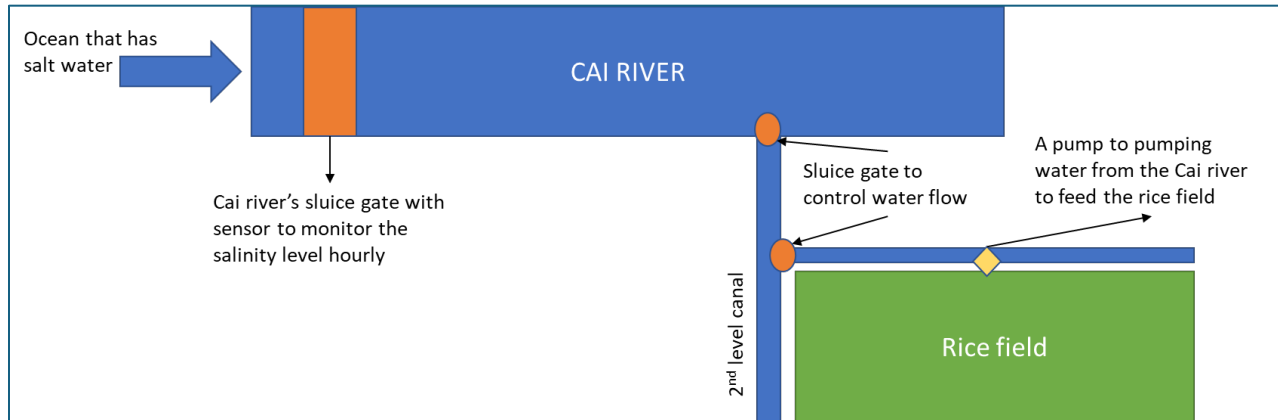 Ocean that has
salt water
CAI RIVER
Cai river's sluice gate with
sensor to monitor the
salinity level hourly
Sluice gate to
control water flow
A pump to pumping
water from the Cai river
to feed the rice field
2nd level canal
Rice field